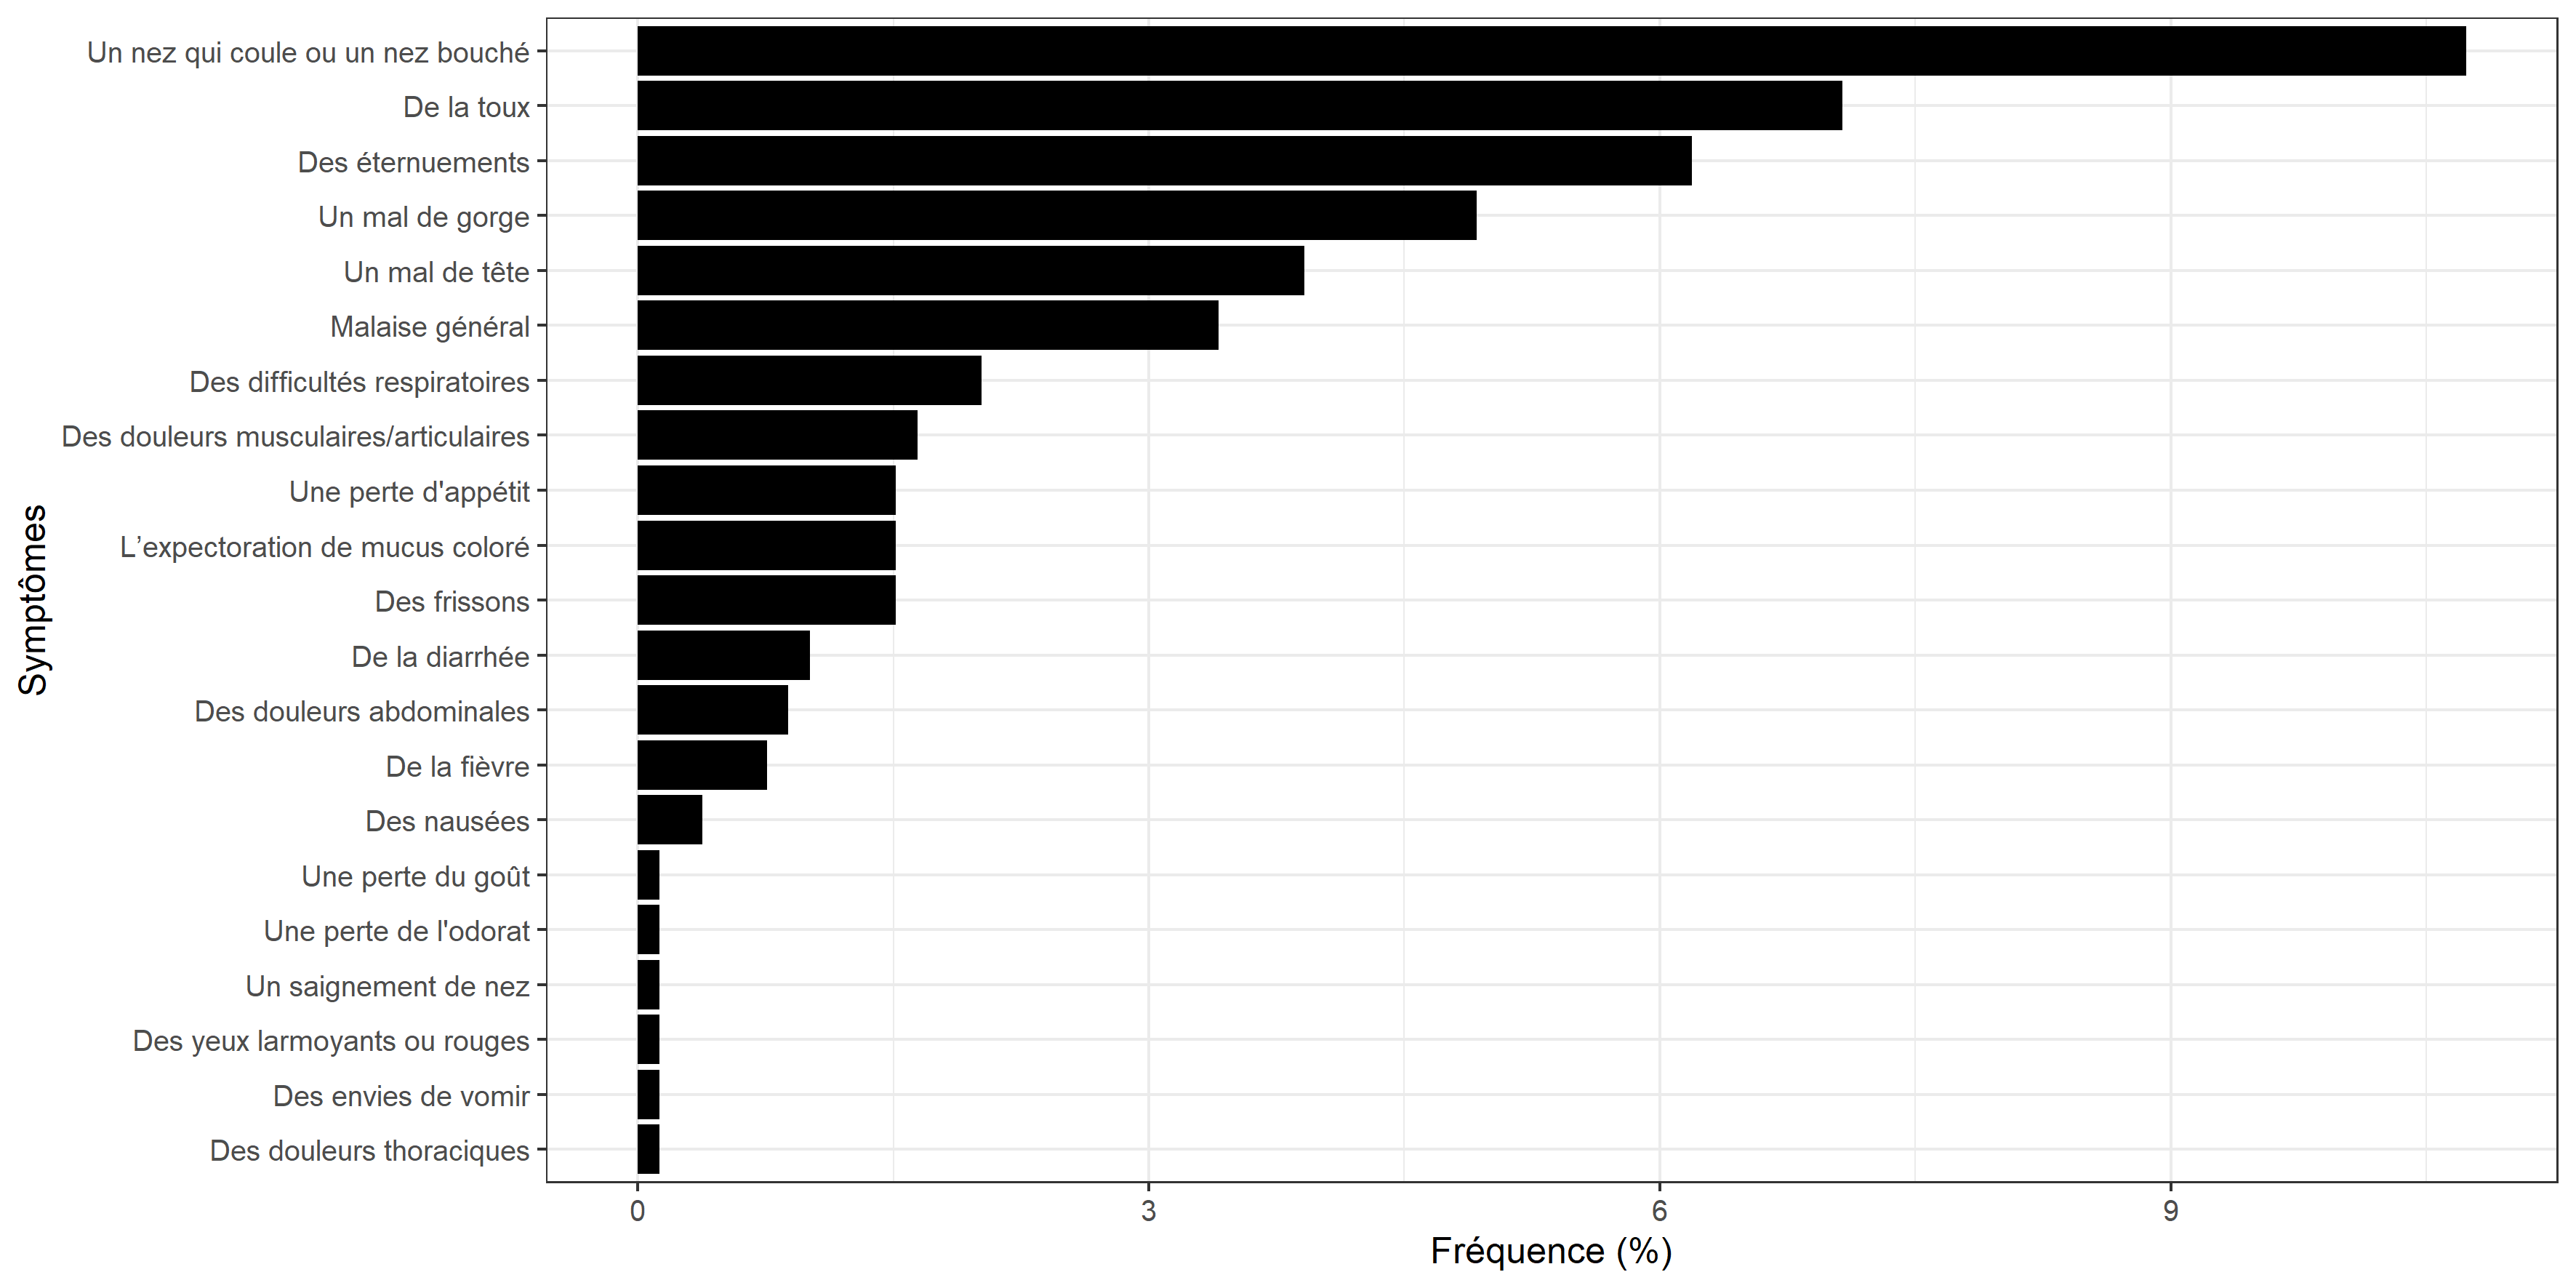 Un nez qui coule ou un nez bouché
De la toux
Des éternuements
Un mal de gorge
Un mal de tête
Malaise général
Des difficultés respiratoires
Des douleurs musculaires/articulaires
Une perte d'appétit
L’expectoration de mucus coloré
Des frissons
De la diarrhée
Des douleurs abdominales
De la fièvre
Des nausées
Une perte du goût
Une perte de l'odorat
Un saignement de nez
Des yeux larmoyants ou rouges
Des envies de vomir
Des douleurs thoraciques
Symptômes
0 3 6 9
Fréquence (%)